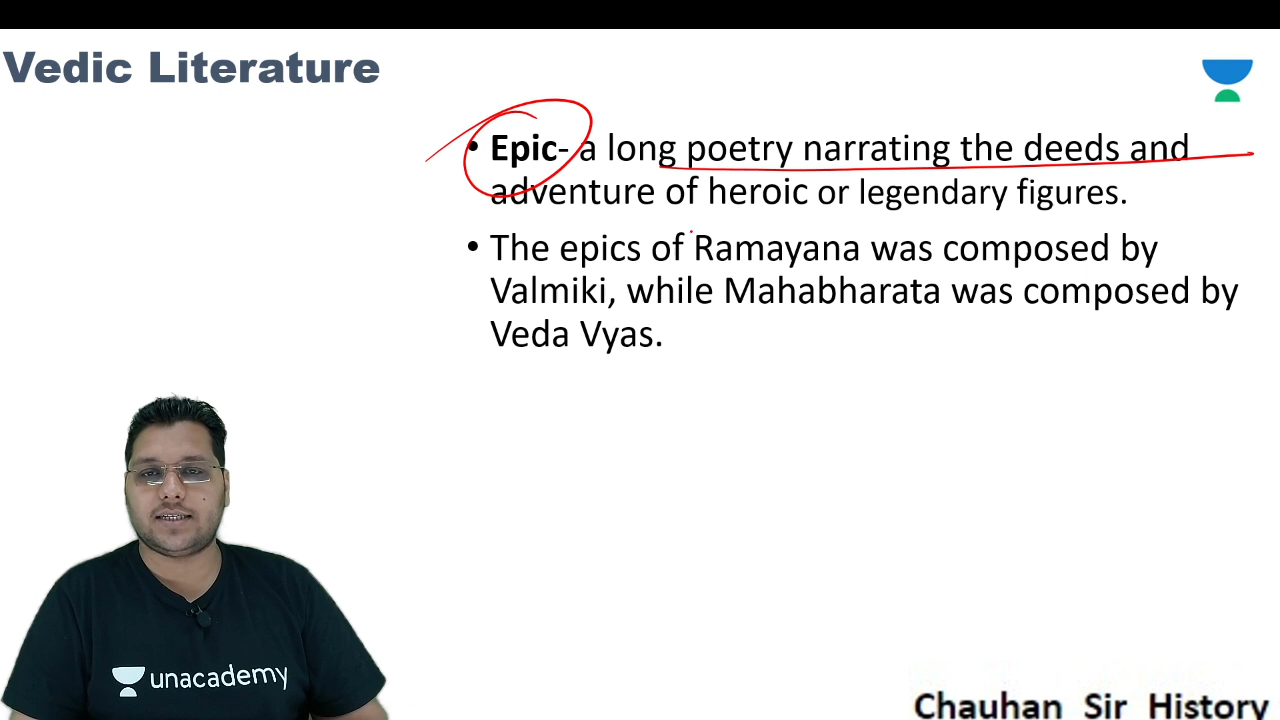 Vedic Literature
• Epic- a long poetry narrating the deeds and
adventure of heroic or legendary figures.
• The epics of Ramayana was composed by
Valmiki, while Mahabharata was composed by
Veda Vyas.
unacademy
Chauhan Sir History